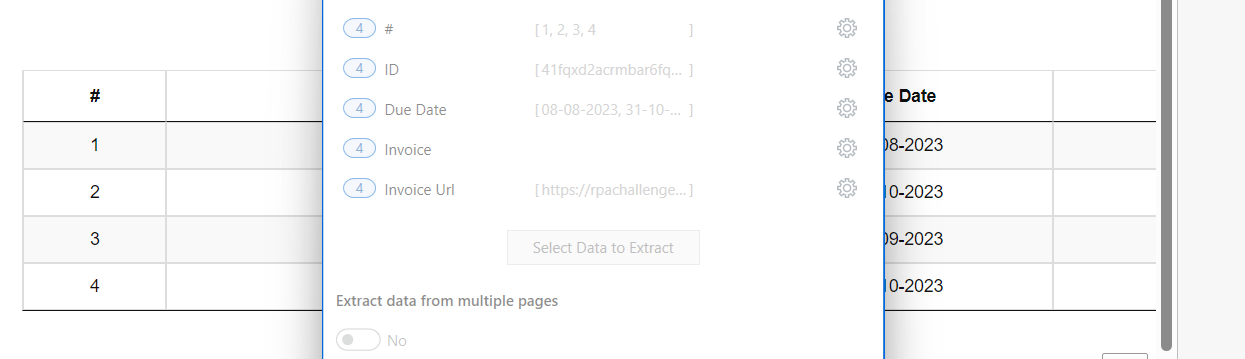 4 # [ 1, 2, 3, 4 ]
4 ID [ 41fqxd2acrmbar6fq... ]
4 Due Date [ 08-08-2023, 31-10-... ]
4 Invoice
4 Invoice Url [ https://rpachallenge... ]
Select Data to Extract
Extract data from multiple pages
No
# e Date
1 08-2023
2 10-2023
3 09-2023
4 10-2023